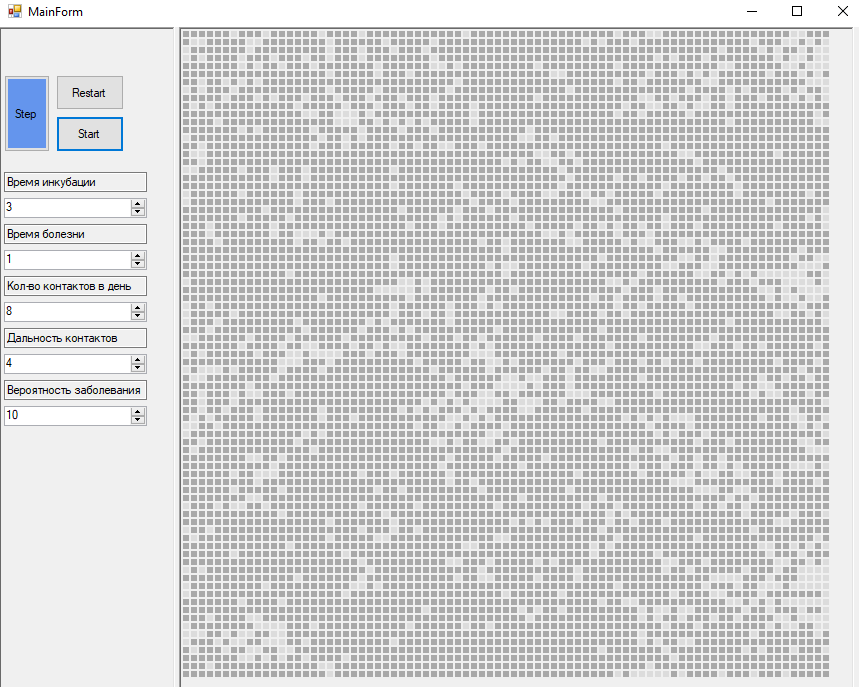 MainForm
Step
Restart
Start
Время инкубации
3
Время болезни
1
Кол-во контактов в день
8
Дальность контактов
4
Вероятность заболевания
10